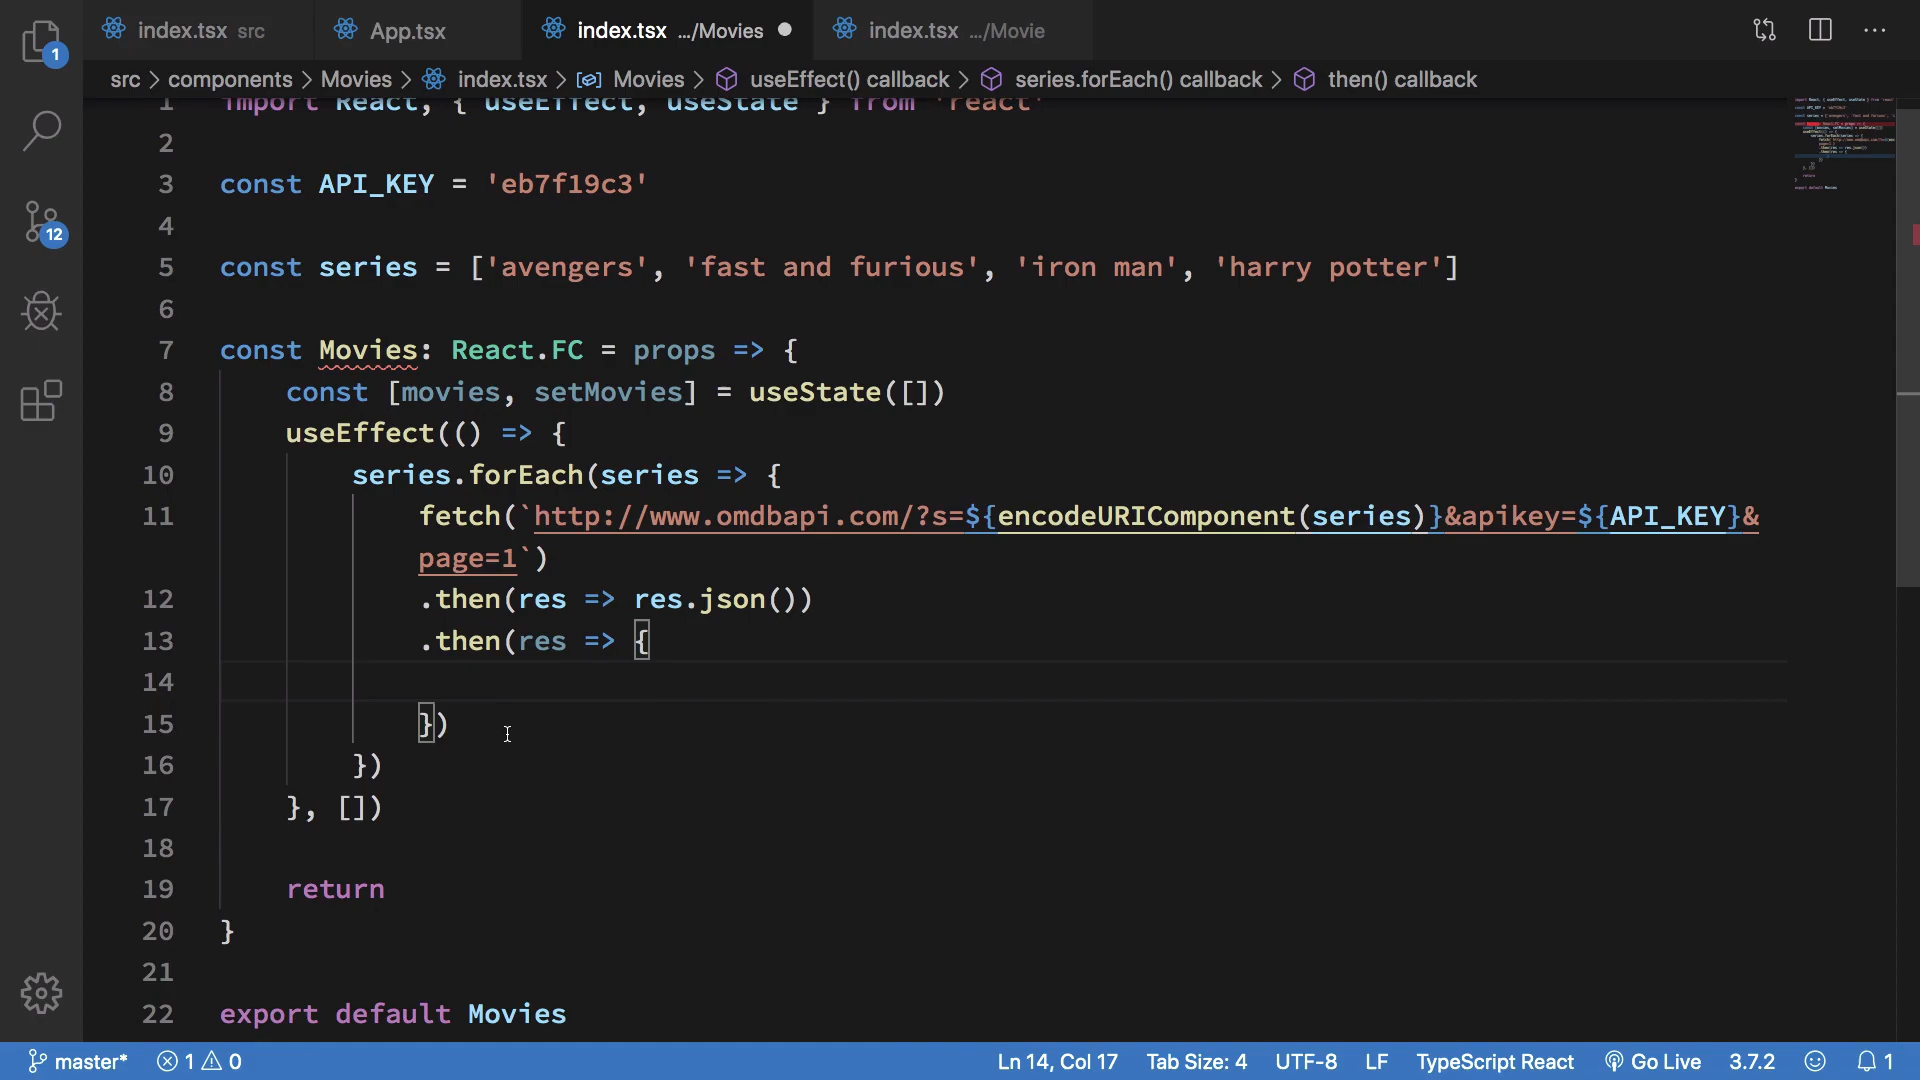 1
index.tsx src
App.tsx
index.tsx .../Movies
index.tsx .../Movie
src > components > Movies > index.tsx > Movies > useEffect() callback > series.forEach() callback > then() callback
1 import React, { useEffect, useState } from 'react'
2
3 const API_KEY = 'eb7f19c3'
4
5 const series = ['avengers', 'fast and furious', 'iron man', 'harry potter']
6
7 const Movies: React.FC = props => {
8 const [movies, setMovies] = useState([])
9 useEffect(() => {
10 series.forEach(series => {
11 fetch(`http://www.omdbapi.com/?s=${encodeURIComponent(series)}&apikey=${API_KEY}&
page=1`)
12 .then(res => res.json())
13 .then(res => {
14
15 })
16 })
17 }, [])
18
19 return
20 }
21
22 export default Movies
12
master* 1 0 Ln 14, Col 17 Tab Size: 4 UTF-8 LF TypeScript React Go Live 3.7.2 1